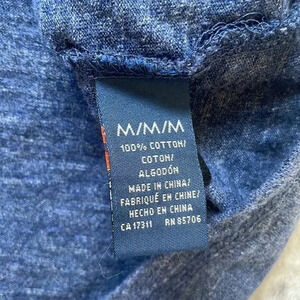 M/M/M
100% COTTON/
COTON/
ALGODÓN
MADE IN CHINA/
FABRIQUÉ EN CHINE/
HECHO EN CHINA
CA 17311 RN 85706